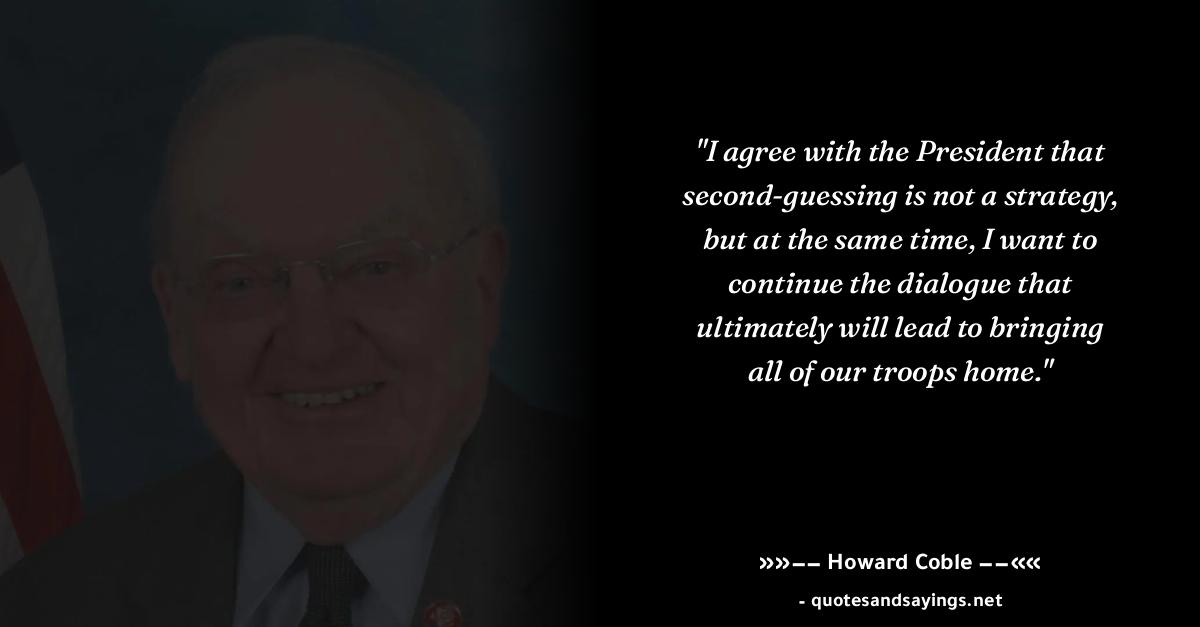 "I agree with the President that
second-guessing is not a strategy,
but at the same time, I want to
continue the dialogue that
ultimately will lead to bringing
all of our troops home."
»»–– Howard Coble ––««
- quotesandsayings.net